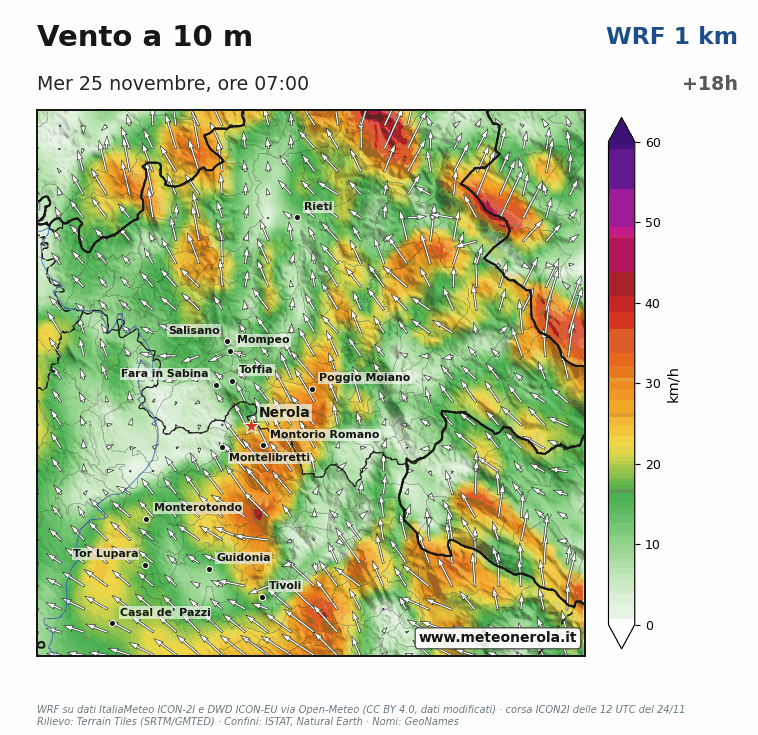 Vento a 10 m
WRF 1 km
Mer 25 novembre, ore 07:00
+18h
Rieti
Salisano
Mompeo
Fara in Sabina
Toffia
Poggio Moiano
Nerola
Montorio Romano
Montelibretti
Monterotondo
Tor Lupara
Guidonia
Tivoli
Casal de' Pazzi
www.meteonerola.it
60
50
40
30
20
10
0
km/h
WRF su dati ItaliaMeteo ICON-2I e DWD ICON-EU via Open-Meteo (CC BY 4.0, dati modificati) · corsa ICON2I delle 12 UTC del 24/11
Rilievo: Terrain Tiles (SRTM/GMTED) · Confini: ISTAT, Natural Earth · Nomi: GeoNames